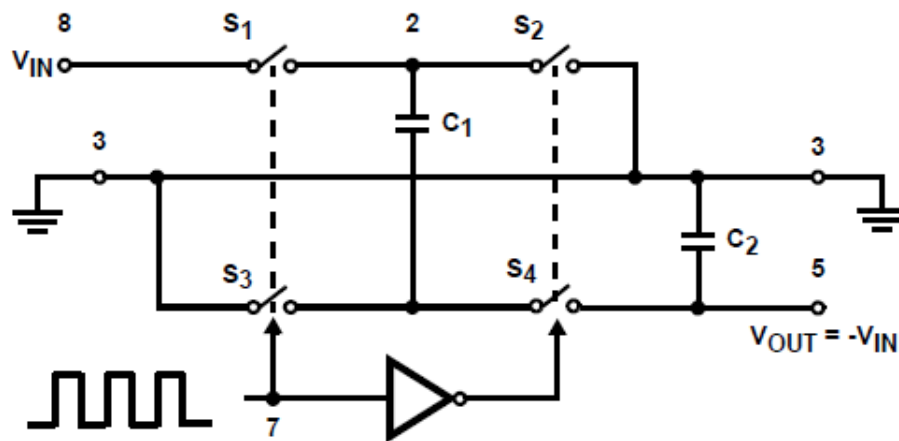 8 S1 2 S2
VIN
C1
3 3
C2
S3 S4 5
VOUT = -VIN
7